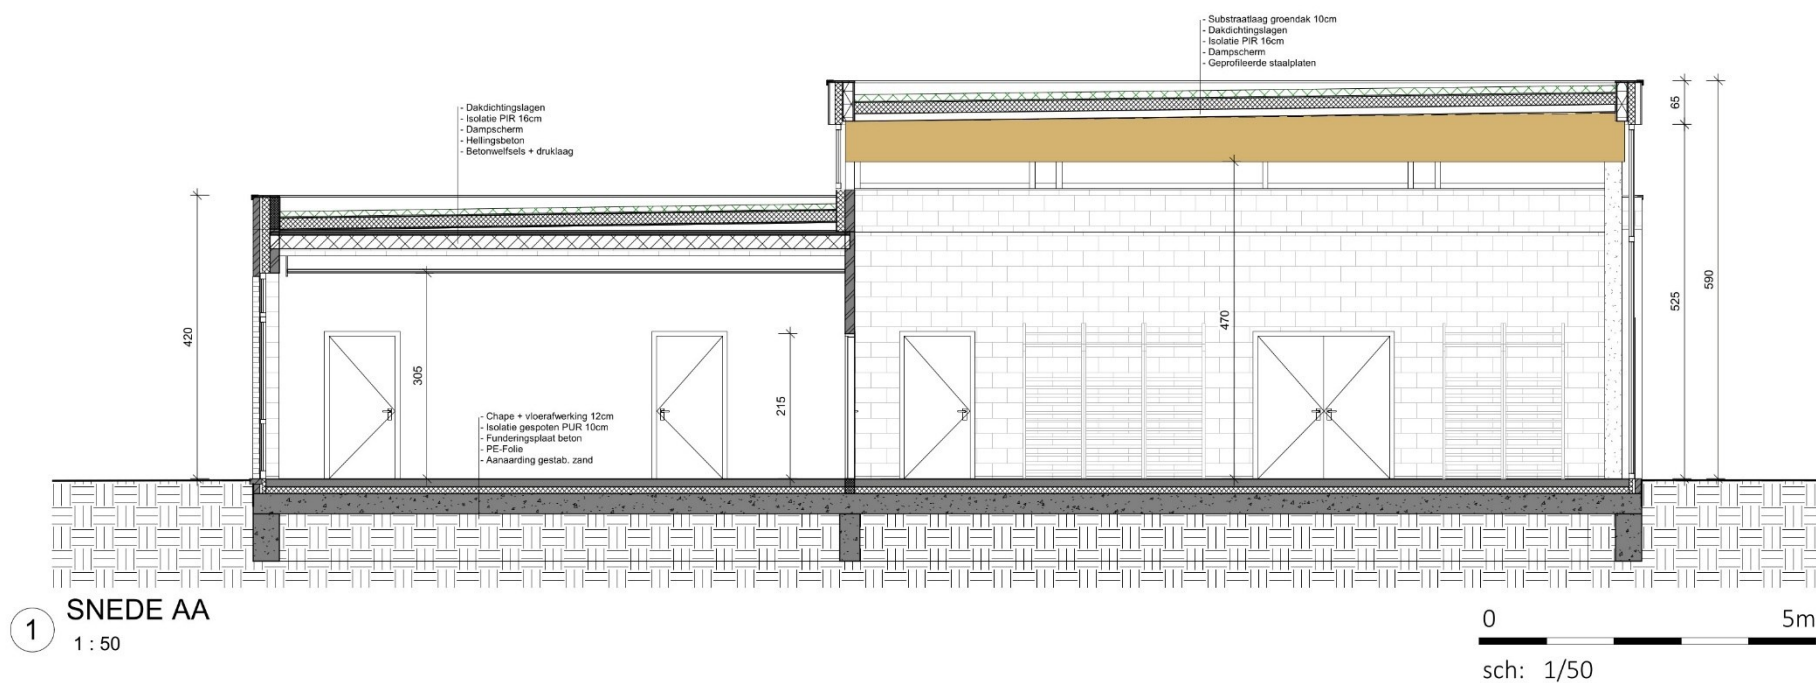 - Substraatlaag groendak 10cm
- Dakdichtingslagen
- Isolatie PIR 16cm
- Dampscherm
- Geprofileerde staalplaten
- Dakdichtingslagen
- Isolatie PIR 16cm
- Dampscherm
- Hellingsbeton
- Betonwelfsels + druklaag
65
590
525
420
470
305
215
- Chape + vloerafwerking 12cm
- Isolatie gespoten PUR 10cm
- Funderingsplaat beton
- PE-Folie
- Aanaarding gestab. zand
1
SNEDE AA
1 : 50
0 5m
sch: 1/50